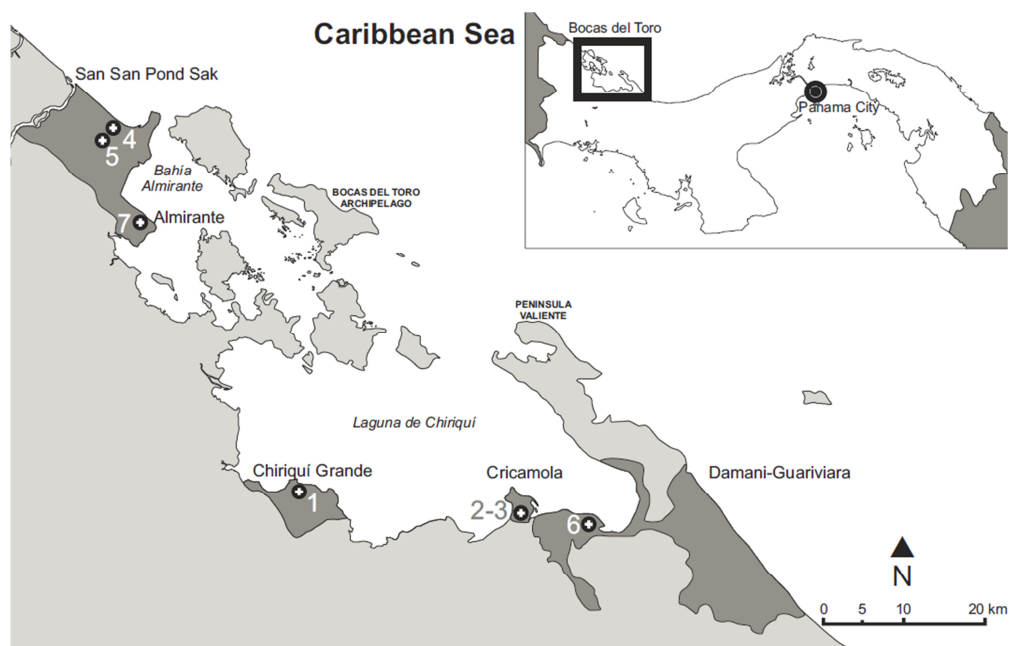 Caribbean Sea
Bocas del Toro
Panama City
San San Pond Sak
4
5
Bahía
Almirante
BOCAS DEL TORO
ARCHIPELAGO
7
Almirante
PENINSULA
VALIENTE
Laguna de Chiriquí
Chiriquí Grande
1
Cricamola
2-3
6
Damani-Guariviara
N
0 5 10 20 km